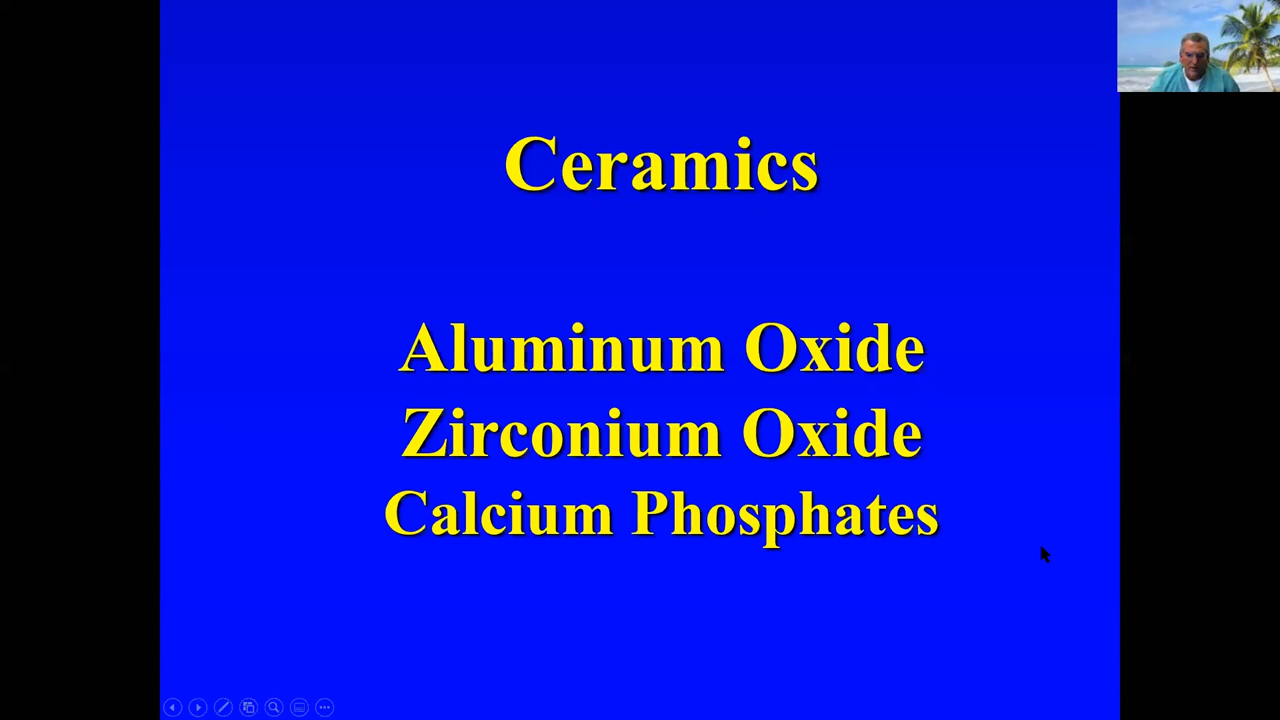 Ceramics
Aluminum Oxide
Zirconium Oxide
Calcium Phosphates